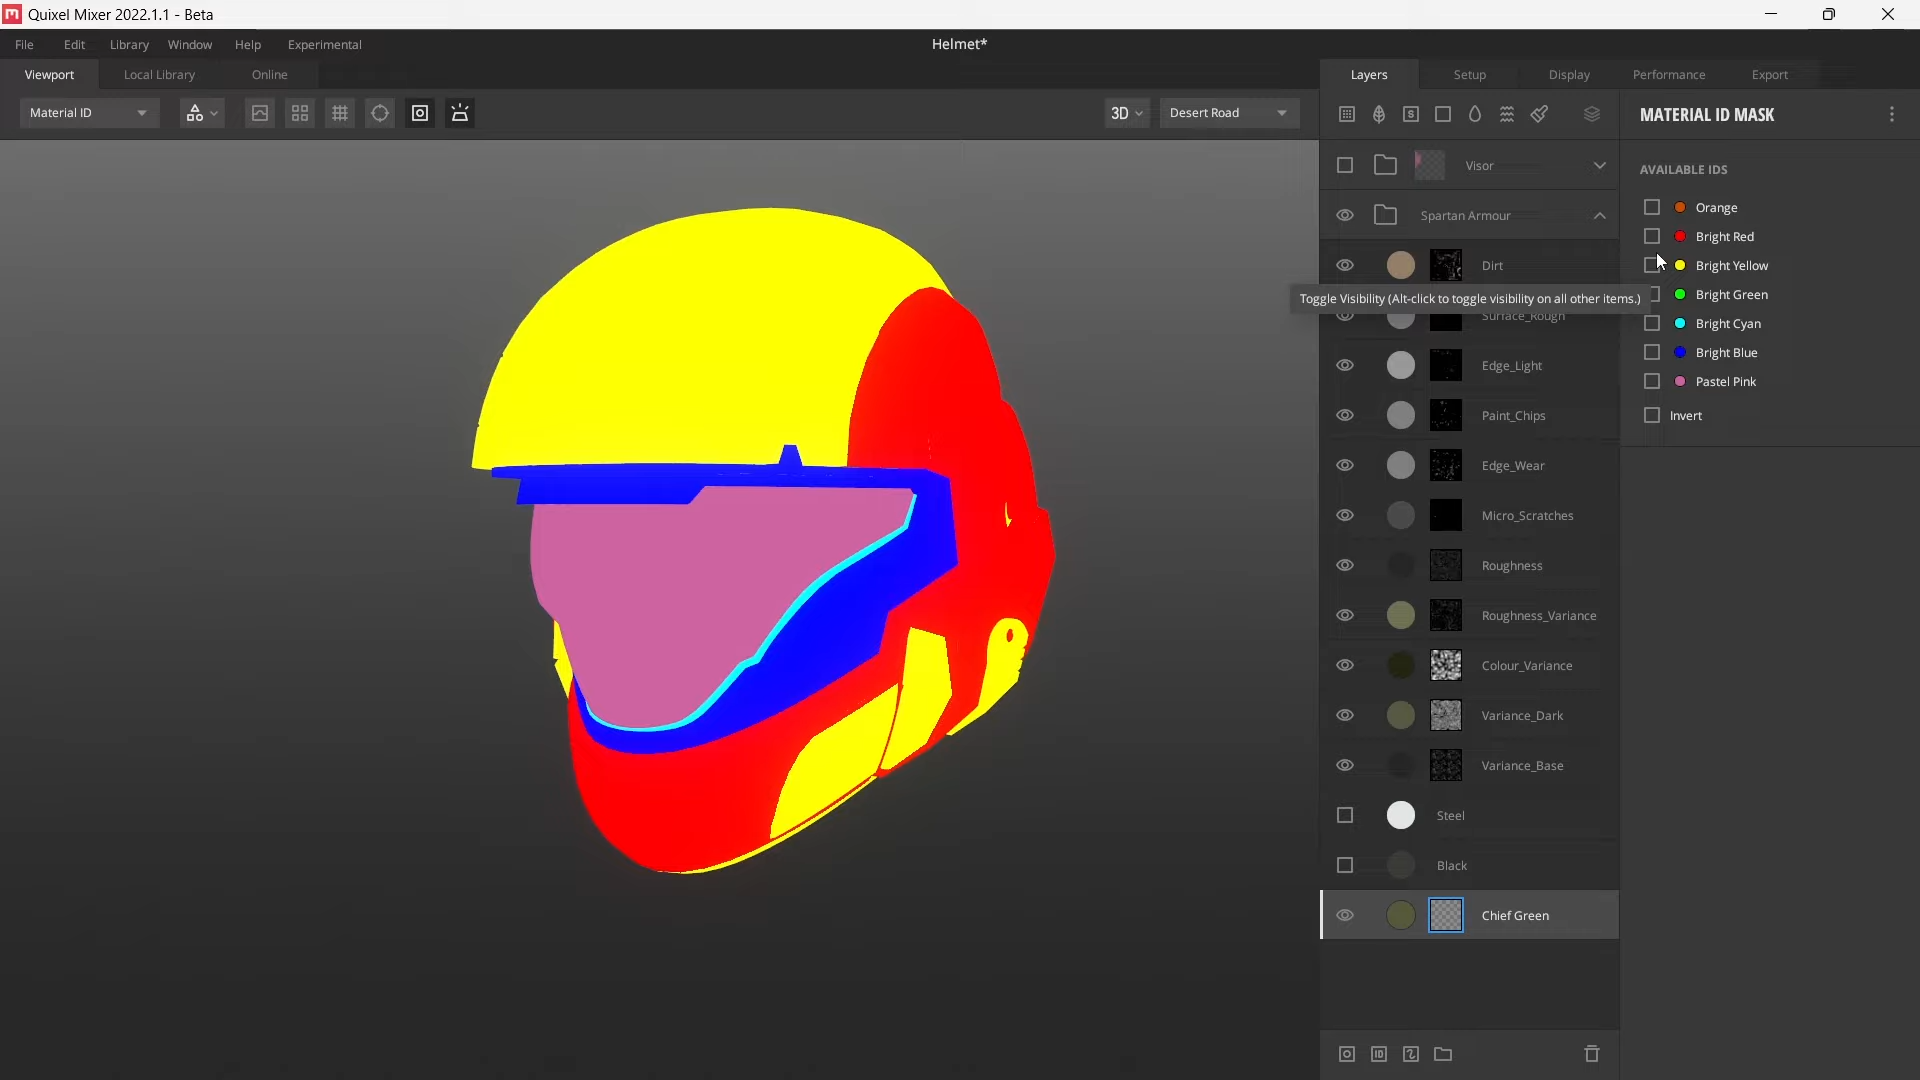 Quixel Mixer 2022.1.1 - Beta
File Edit Library Window Help Experimental
Helmet*
Viewport Local Library Online
Layers Setup Display Performance Export
Material ID
3D
Desert Road
MATERIAL ID MASK
Visor
AVAILABLE IDS
Orange
Spartan Armour
Bright Red
Dirt
Bright Yellow
Toggle Visibility (Alt-click to toggle visibility on all other items.)
Bright Green
Surface_Rough
Bright Cyan
Bright Blue
Edge_Light
Pastel Pink
Paint_Chips
Invert
Edge_Wear
Micro_Scratches
Roughness
Roughness_Variance
Colour_Variance
Variance_Dark
Variance_Base
Steel
Black
Chief Green
ID